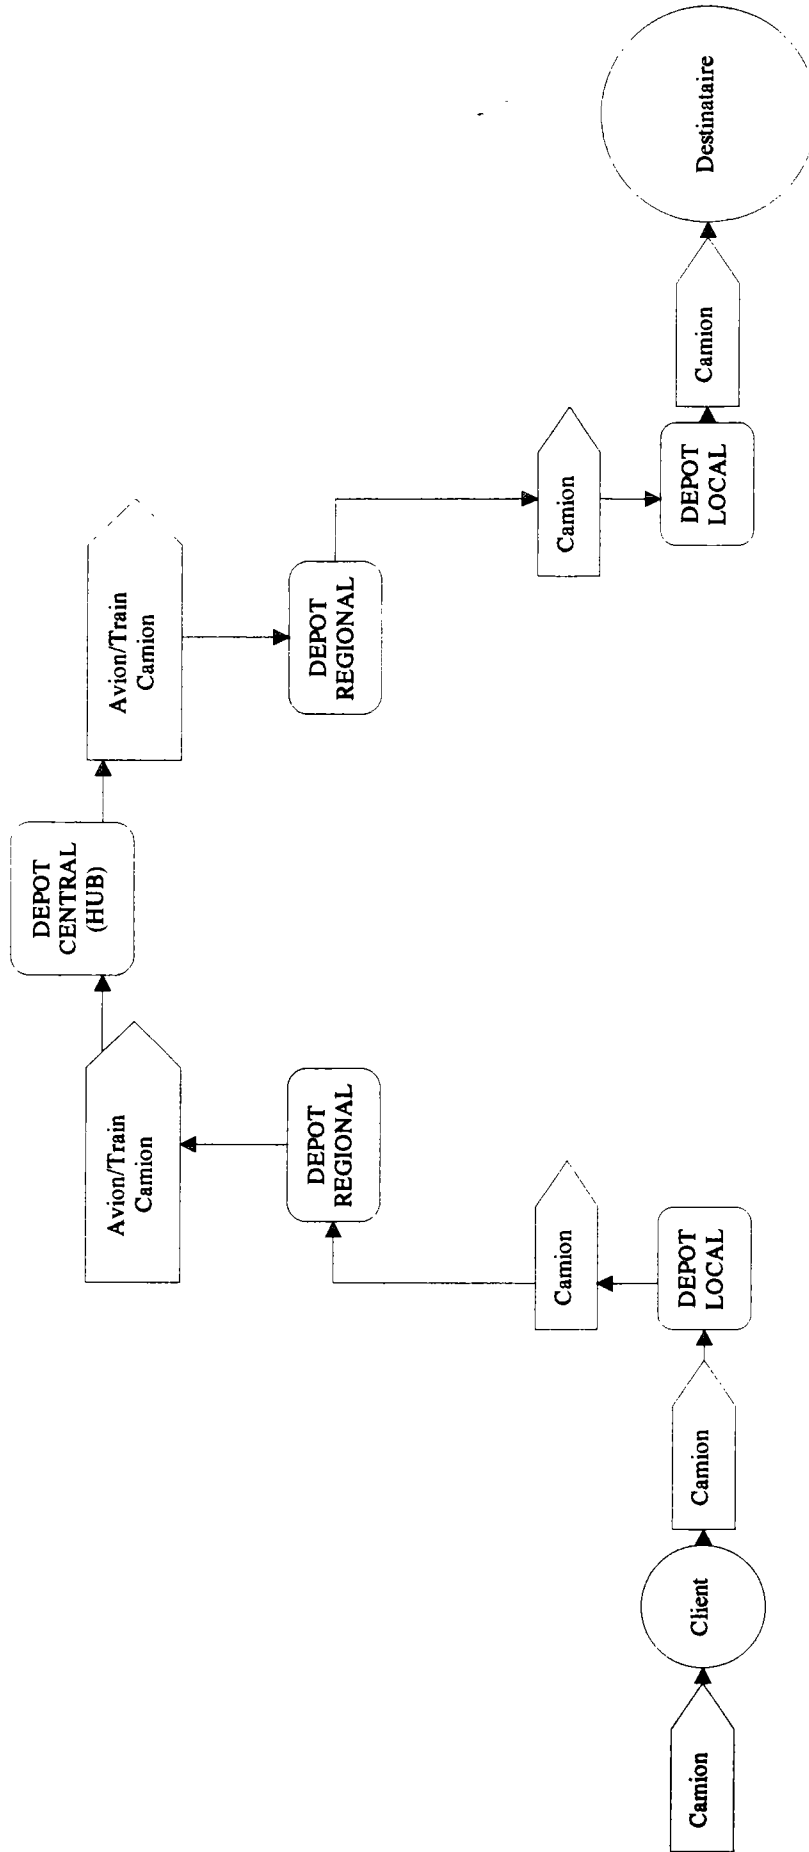 Camion
Client
Camion
DEPOT
LOCAL
Camion
DEPOT
REGIONAL
Avion/Train
Camion
DEPOT
CENTRAL
(HUB)
Avion/Train
Camion
DEPOT
REGIONAL
Camion
DEPOT
LOCAL
Camion
Destinataire